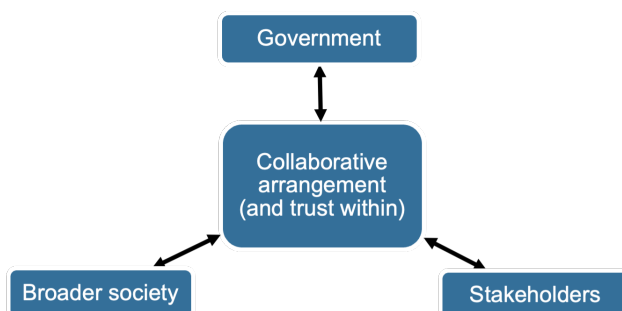 Government
Collaborative
arrangement
(and trust within)
Broader society
Stakeholders